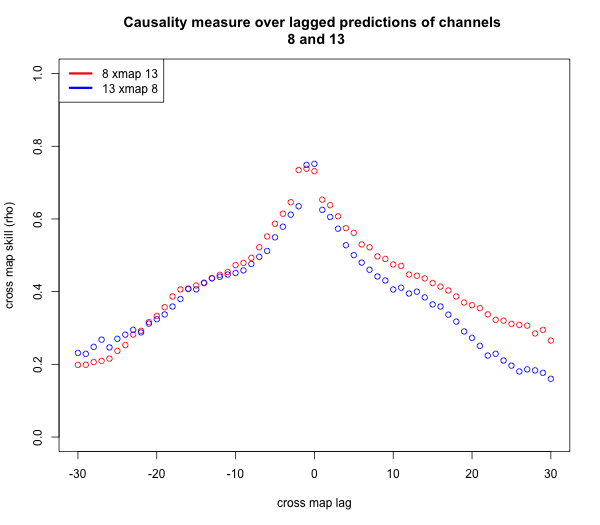 Causality measure over lagged predictions of channels
8 and 13
8 xmap 13
13 xmap 8
cross map skill (rho)
1.0
0.8
0.6
0.4
0.2
0.0
-30 -20 -10 0 10 20 30
cross map lag